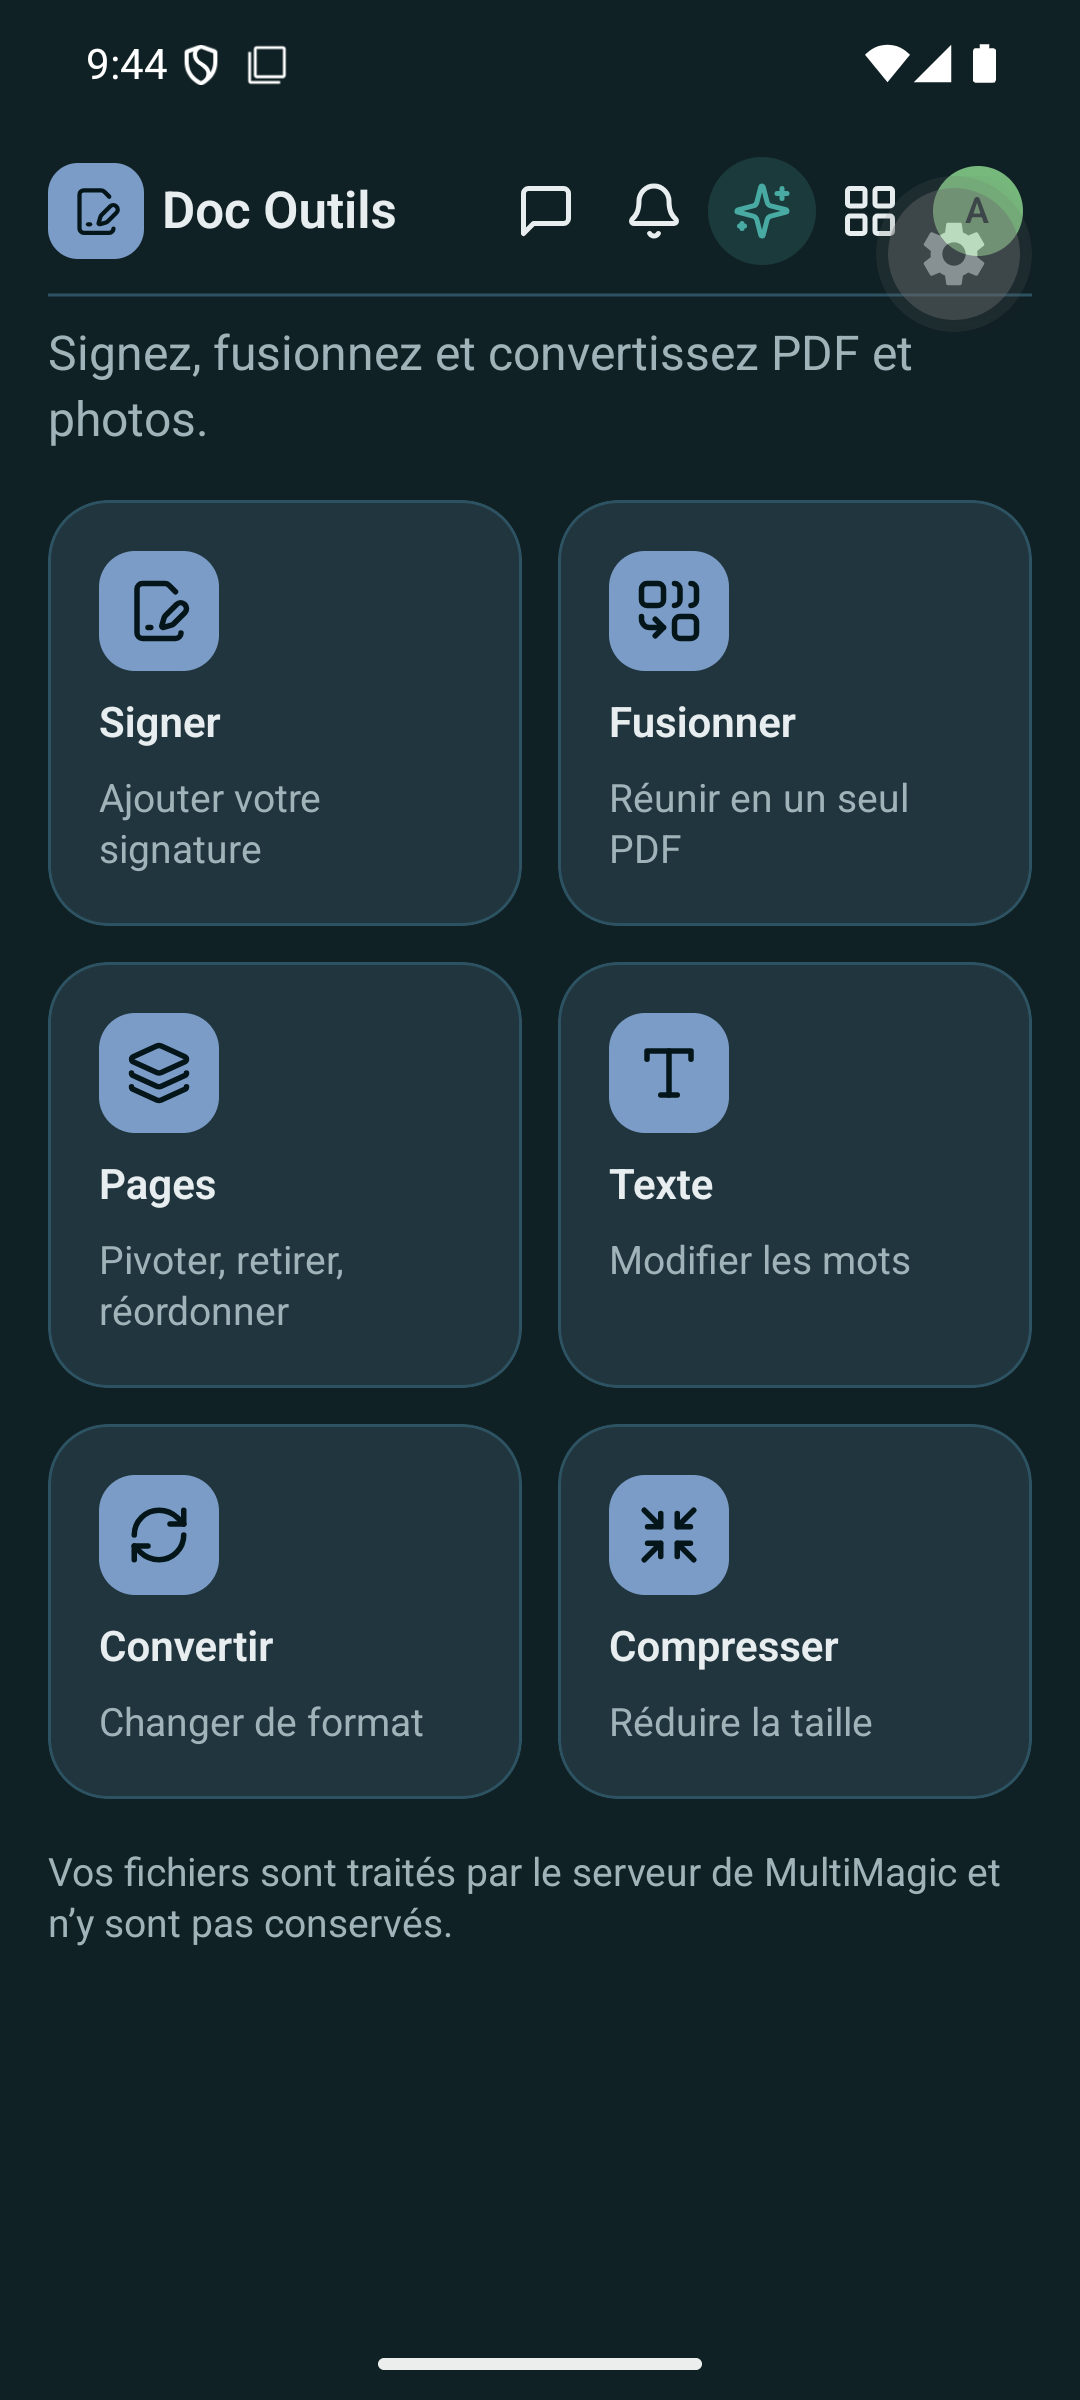 9:44
Doc Outils
A
Signez, fusionnez et convertissez PDF et
photos.
Signer
Ajouter votre
signature
Fusionner
Réunir en un seul
PDF
Pages
Pivoter, retirer,
réordonner
Texte
Modifier les mots
Convertir
Changer de format
Compresser
Réduire la taille
Vos fichiers sont traités par le serveur de MultiMagic et
n’y sont pas conservés.